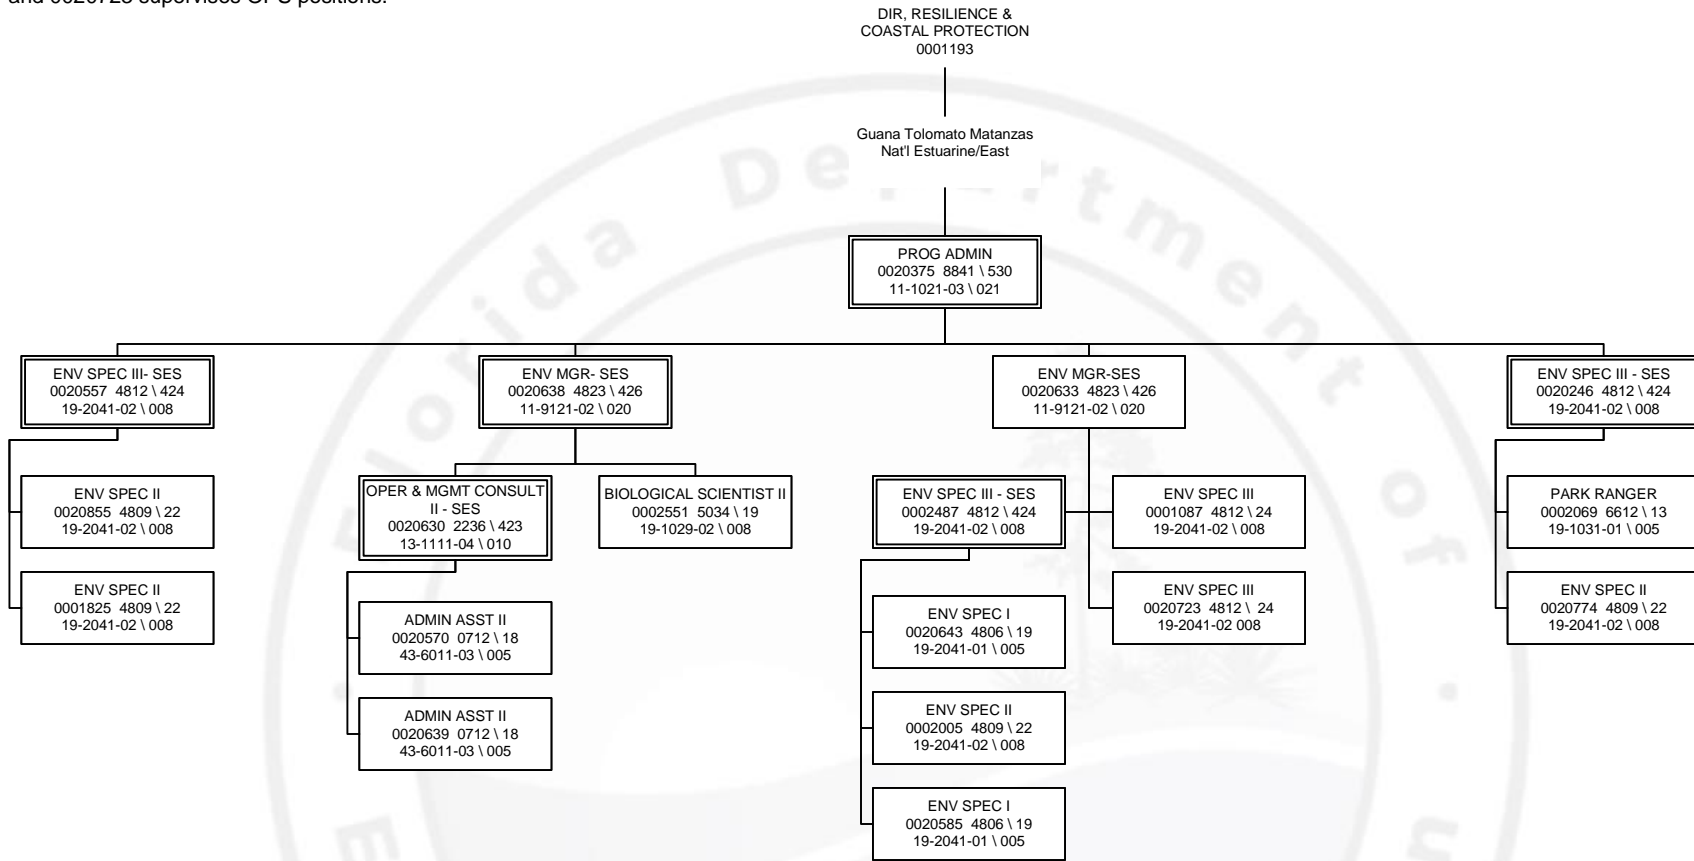 and 0020723 supervises OPS positions.
DIR, RESILIENCE &
COASTAL PROTECTION
0001193
Guana Tolomato Matanzas
Nat'l Estuarine/East
PROG ADMIN
0020375 8841 \ 530
11-1021-03 \ 021
ENV SPEC III- SES
0020557 4812 \ 424
19-2041-02 \ 008
ENV MGR- SES
0020638 4823 \ 426
11-9121-02 \ 020
ENV MGR-SES
0020633 4823 \ 426
11-9121-02 \ 020
ENV SPEC III - SES
0020246 4812 \ 424
19-2041-02 \ 008
ENV SPEC II
0020855 4809 \ 22
19-2041-02 \ 008
ENV SPEC II
0001825 4809 \ 22
19-2041-02 \ 008
OPER & MGMT CONSULT
II - SES
0020630 2236 \ 423
13-1111-04 \ 010
BIOLOGICAL SCIENTIST II
0002551 5034 \ 19
19-1029-02 \ 008
ADMIN ASST II
0020570 0712 \ 18
43-6011-03 \ 005
ADMIN ASST II
0020639 0712 \ 18
43-6011-03 \ 005
ENV SPEC III - SES
0002487 4812 \ 424
19-2041-02 \ 008
ENV SPEC III
0001087 4812 \ 24
19-2041-02 \ 008
ENV SPEC III
0020723 4812 \ 24
19-2041-02 008
ENV SPEC I
0020643 4806 \ 19
19-2041-01 \ 005
ENV SPEC II
0002005 4809 \ 22
19-2041-02 \ 008
ENV SPEC I
0020585 4806 \ 19
19-2041-01 \ 005
PARK RANGER
0002069 6612 \ 13
19-1031-01 \ 005
ENV SPEC II
0020774 4809 \ 22
19-2041-02 \ 008
Florida Department of